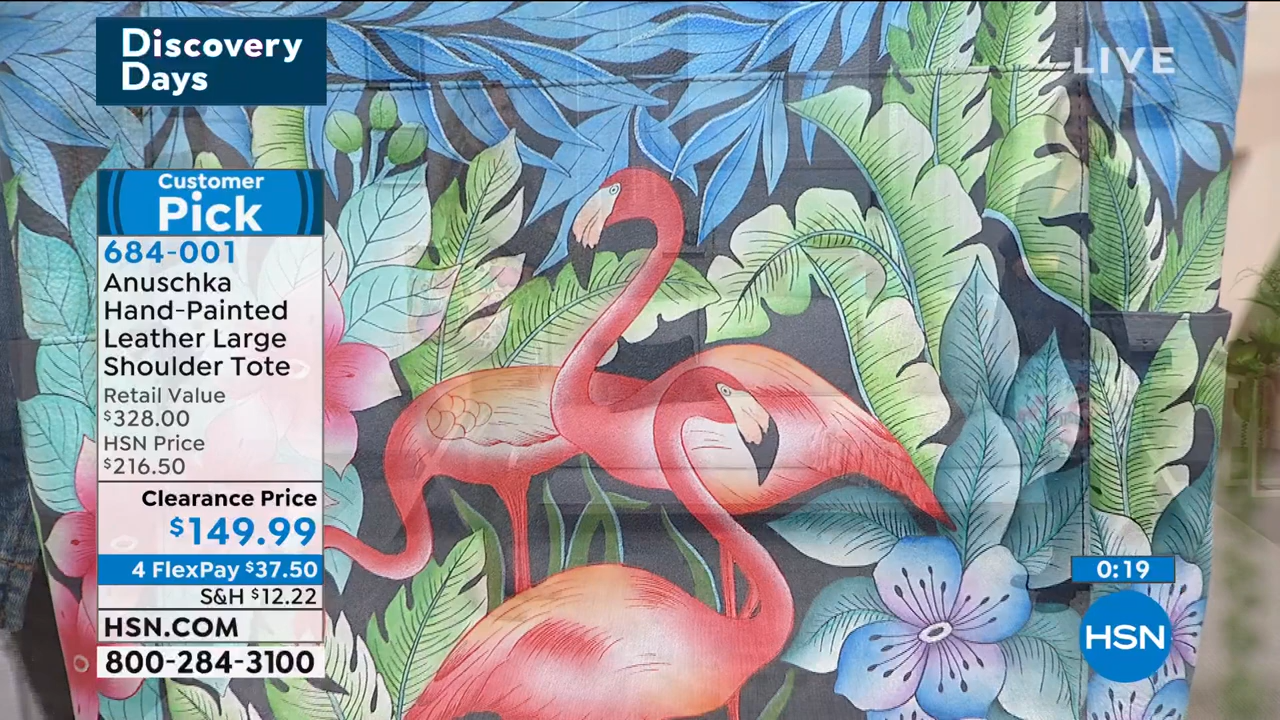 Discovery
Days
LIVE
Customer
Pick
684-001
Anuschka
Hand-Painted
Leather Large
Shoulder Tote
Retail Value
$328.00
HSN Price
$216.50
Clearance Price
$149.99
4 FlexPay $37.50
S&H $12.22
HSN.COM
800-284-3100
0:19
HSN